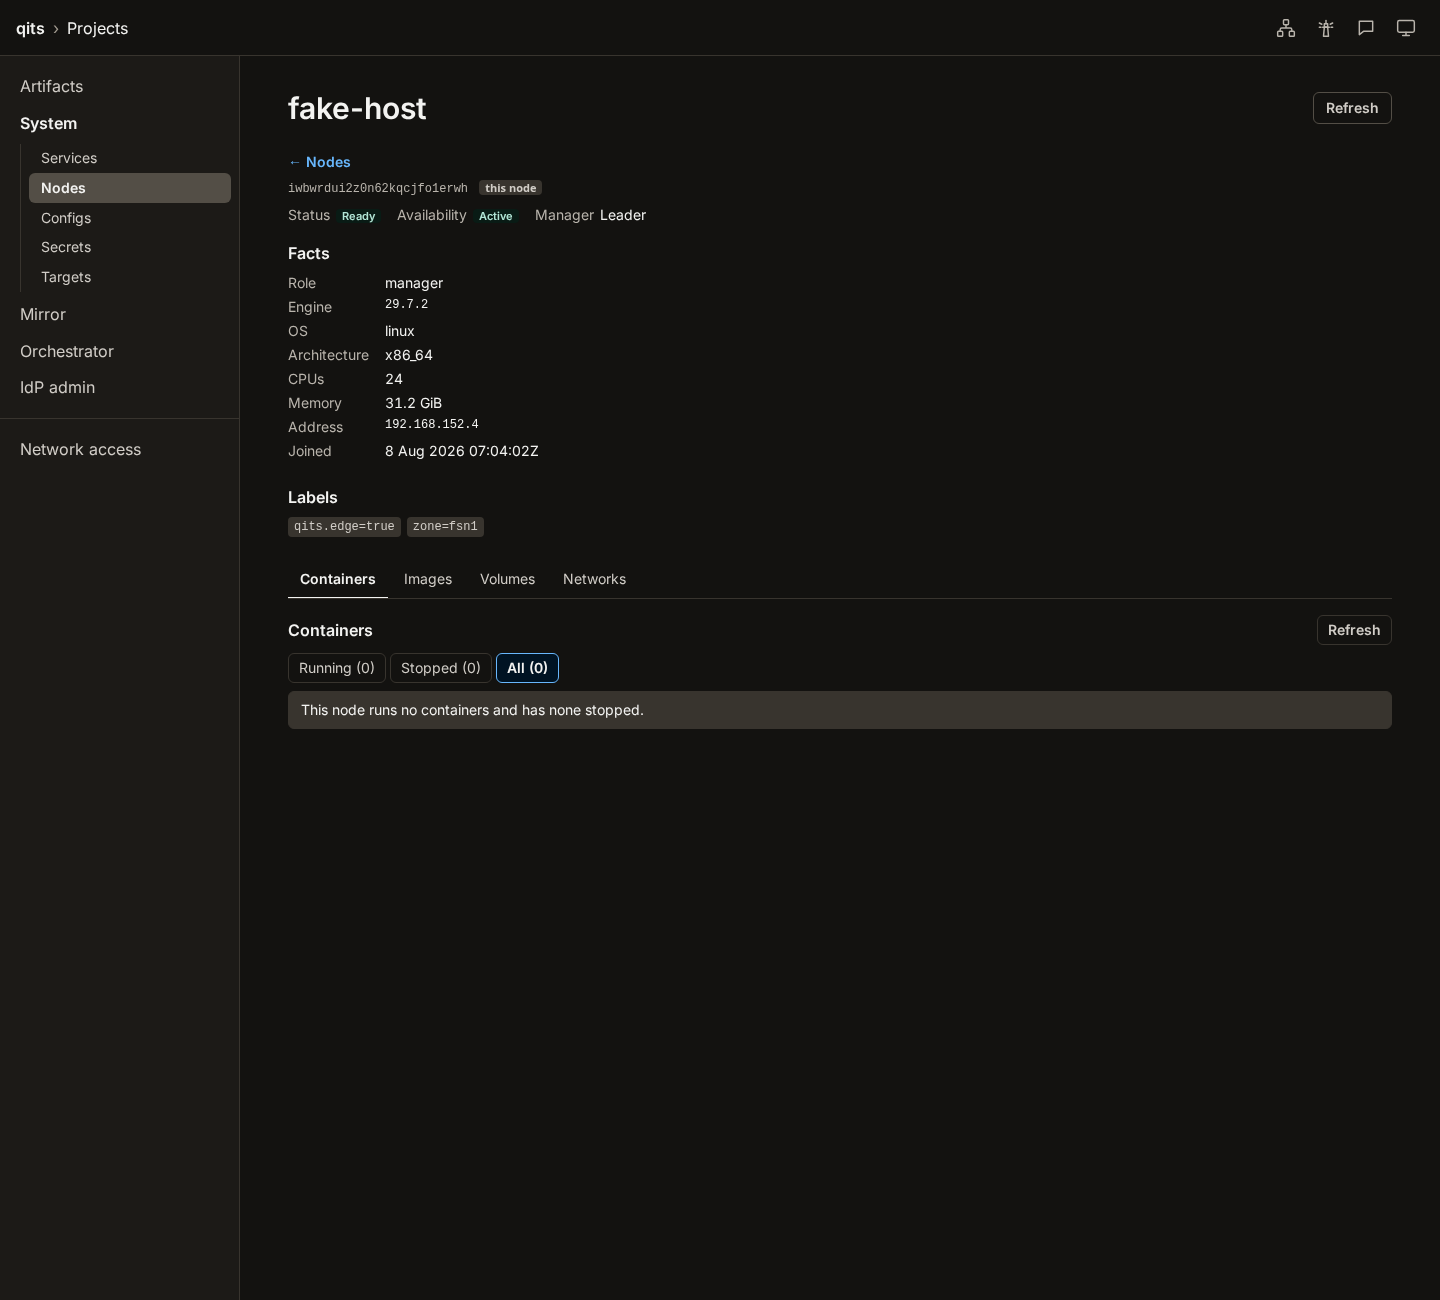 qits › Projects
Artifacts
System
Services
Nodes
Configs
Secrets
Targets
Mirror
Orchestrator
IdP admin
Network access
fake-host
Refresh
← Nodes
iwbwrdui2z0n62kqcjfo1erwh this node
Status Ready Availability Active Manager Leader
Facts
Role manager
Engine 29.7.2
OS linux
Architecture x86_64
CPUs 24
Memory 31.2 GiB
Address 192.168.152.4
Joined 8 Aug 2026 07:04:02Z
Labels
qits.edge=true zone=fsn1
Containers Images Volumes Networks
Containers Refresh
Running (0) Stopped (0) All (0)
This node runs no containers and has none stopped.